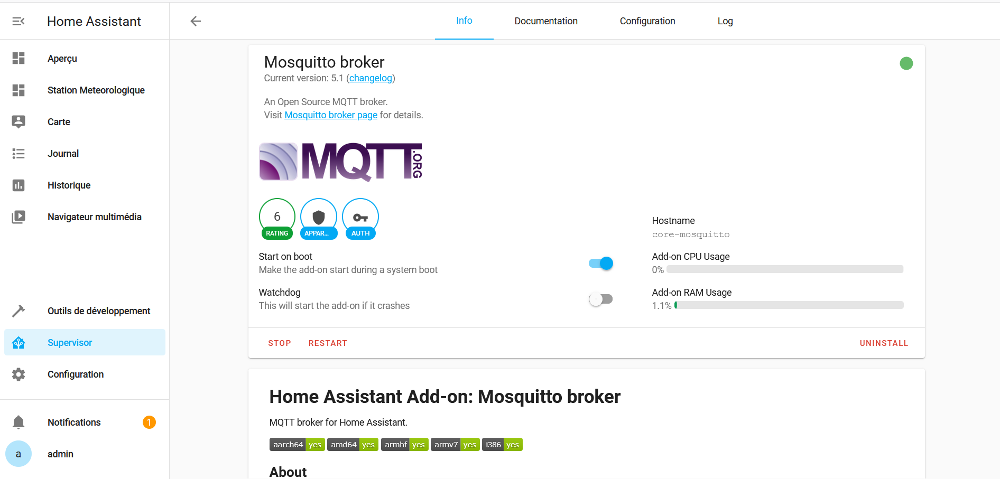 Home Assistant
Aperçu
Station Meteorologique
Carte
Journal
Historique
Navigateur multimédia
Outils de développement
Supervisor
Configuration
Notifications
1
a
admin
Info
Documentation
Configuration
Log
Mosquitto broker
Current version: 5.1 (changelog)
An Open Source MQTT broker.
Visit Mosquitto broker page for details.
MQTT.ORG
6
RATING
APPAR...
AUTH
Start on boot
Make the add-on start during a system boot
Watchdog
This will start the add-on if it crashes
Hostname
core-mosquitto
Add-on CPU Usage
0%
Add-on RAM Usage
1.1%
STOP
RESTART
UNINSTALL
Home Assistant Add-on: Mosquitto broker
MQTT broker for Home Assistant.
aarch64 yes amd64 yes armhf yes armv7 yes i386 yes
About